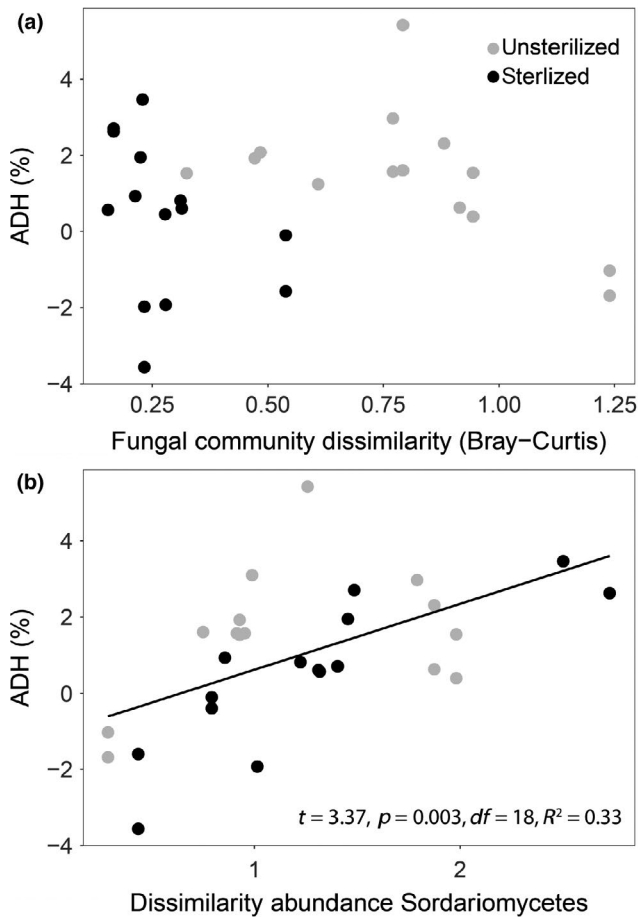 (a)
Unsterilized
Sterlized
ADH (%)
4
2
0
−2
−4
0.25 0.50 0.75 1.00 1.25
Fungal community dissimilarity (Bray−Curtis)
(b)
ADH (%)
4
2
0
−2
−4
t = 3.37, p = 0.003, df = 18, R² = 0.33
1 2
Dissimilarity abundance Sordariomycetes